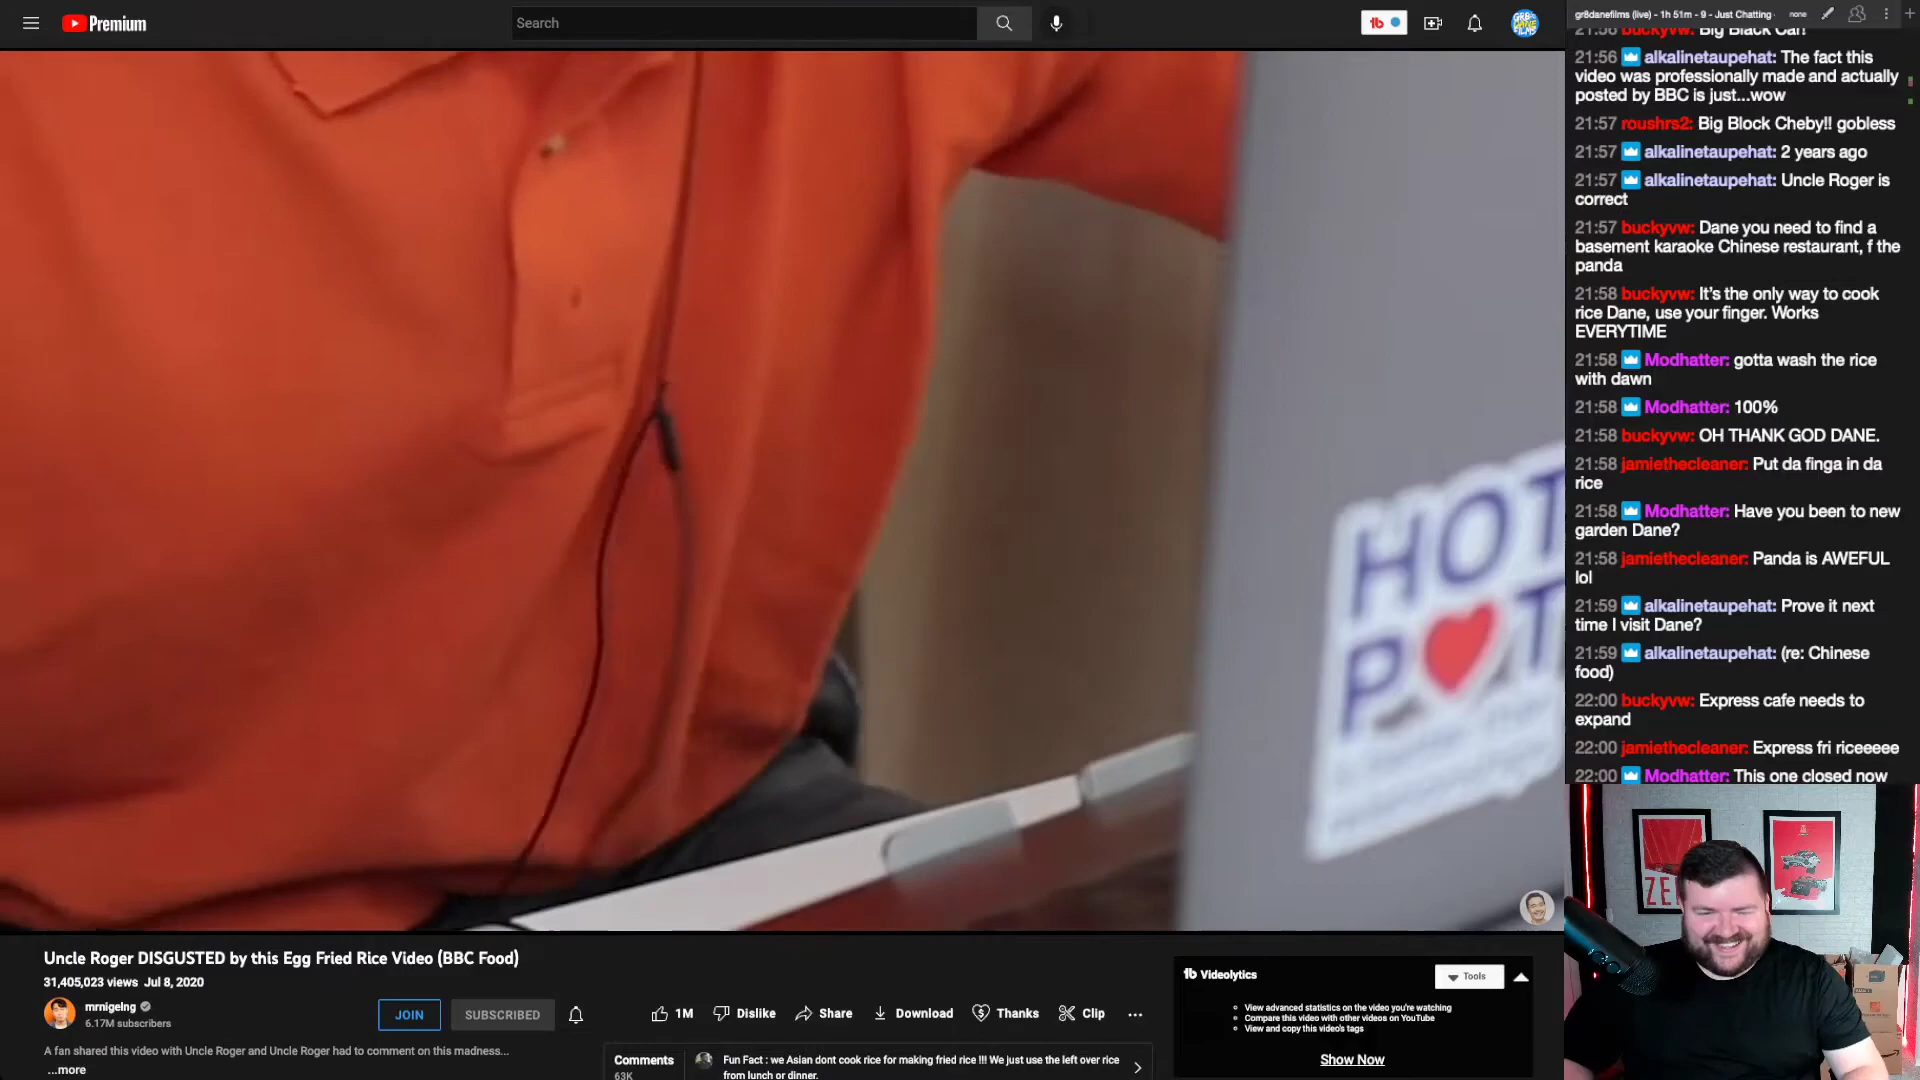 Premium
Search
gr8danefilms (live) - 1h 51m - 9 - Just Chatting
none
21:56 buckyvw: Big Black Car!
21:56 alkalinetaupehat: The fact this
video was professionally made and actually
posted by BBC is just...wow
21:57 roushrs2: Big Block Cheby!! gobless
21:57 alkalinetaupehat: 2 years ago
21:57 alkalinetaupehat: Uncle Roger is
correct
21:57 buckyvw: Dane you need to find a
basement karaoke Chinese restaurant, f the
panda
21:58 buckyvw: It's the only way to cook
rice Dane, use your finger. Works
EVERYTIME
21:58 Modhatter: gotta wash the rice
with dawn
21:58 Modhatter: 100%
21:58 buckyvw: OH THANK GOD DANE.
21:58 jamiethecleaner: Put da finga in da
rice
21:58 Modhatter: Have you been to new
garden Dane?
21:58 jamiethecleaner: Panda is AWEFUL
lol
21:59 alkalinetaupehat: Prove it next
time I visit Dane?
21:59 alkalinetaupehat: (re: Chinese
food)
22:00 buckyvw: Express cafe needs to
expand
22:00 jamiethecleaner: Express fri riceeeee
22:00 Modhatter: This one closed now
HOT
P T
Uncle Roger DISGUSTED by this Egg Fried Rice Video (BBC Food)
31,405,023 views Jul 8, 2020
mrnigelng
6.17M subscribers
JOIN
SUBSCRIBED
1M
Dislike
Share
Download
Thanks
Clip
A fan shared this video with Uncle Roger and Uncle Roger had to comment on this madness...
...more
Comments
63K
Fun Fact : we Asian dont cook rice for making fried rice !!! We just use the left over rice
from lunch or dinner.
Videolytics
Tools
View advanced statistics on the video you're watching
Compare this video with other videos on YouTube
View and copy this video's tags
Show Now